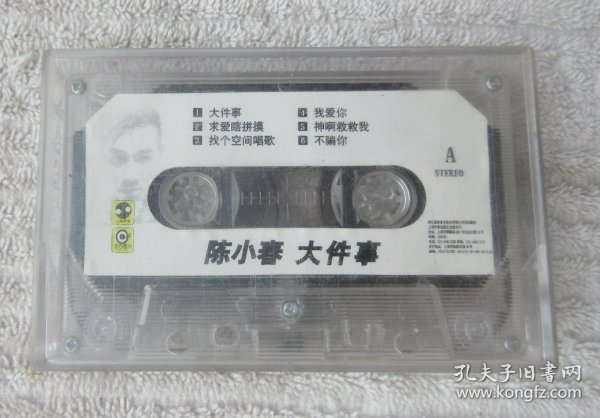 1 大件事
2 求爱瞎拼摸
3 找个空间唱歌
4 我爱你
5 神啊救救我
6 不骗你
A
STEREO
陈小春 大件事
孔夫子旧书网
www.kongfz.com